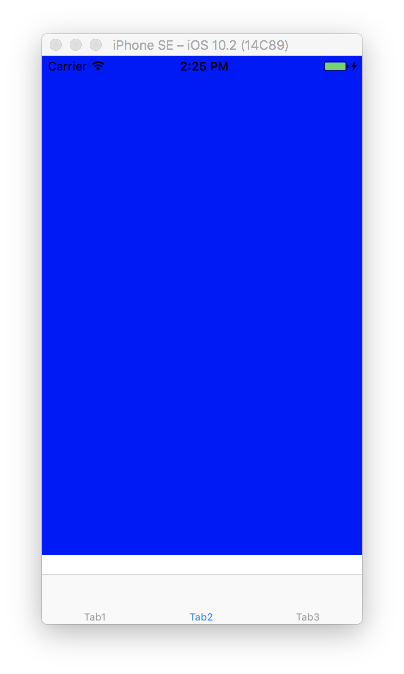 iPhone SE – iOS 10.2 (14C89)
Carrier 2:25 PM
Tab1 Tab2 Tab3